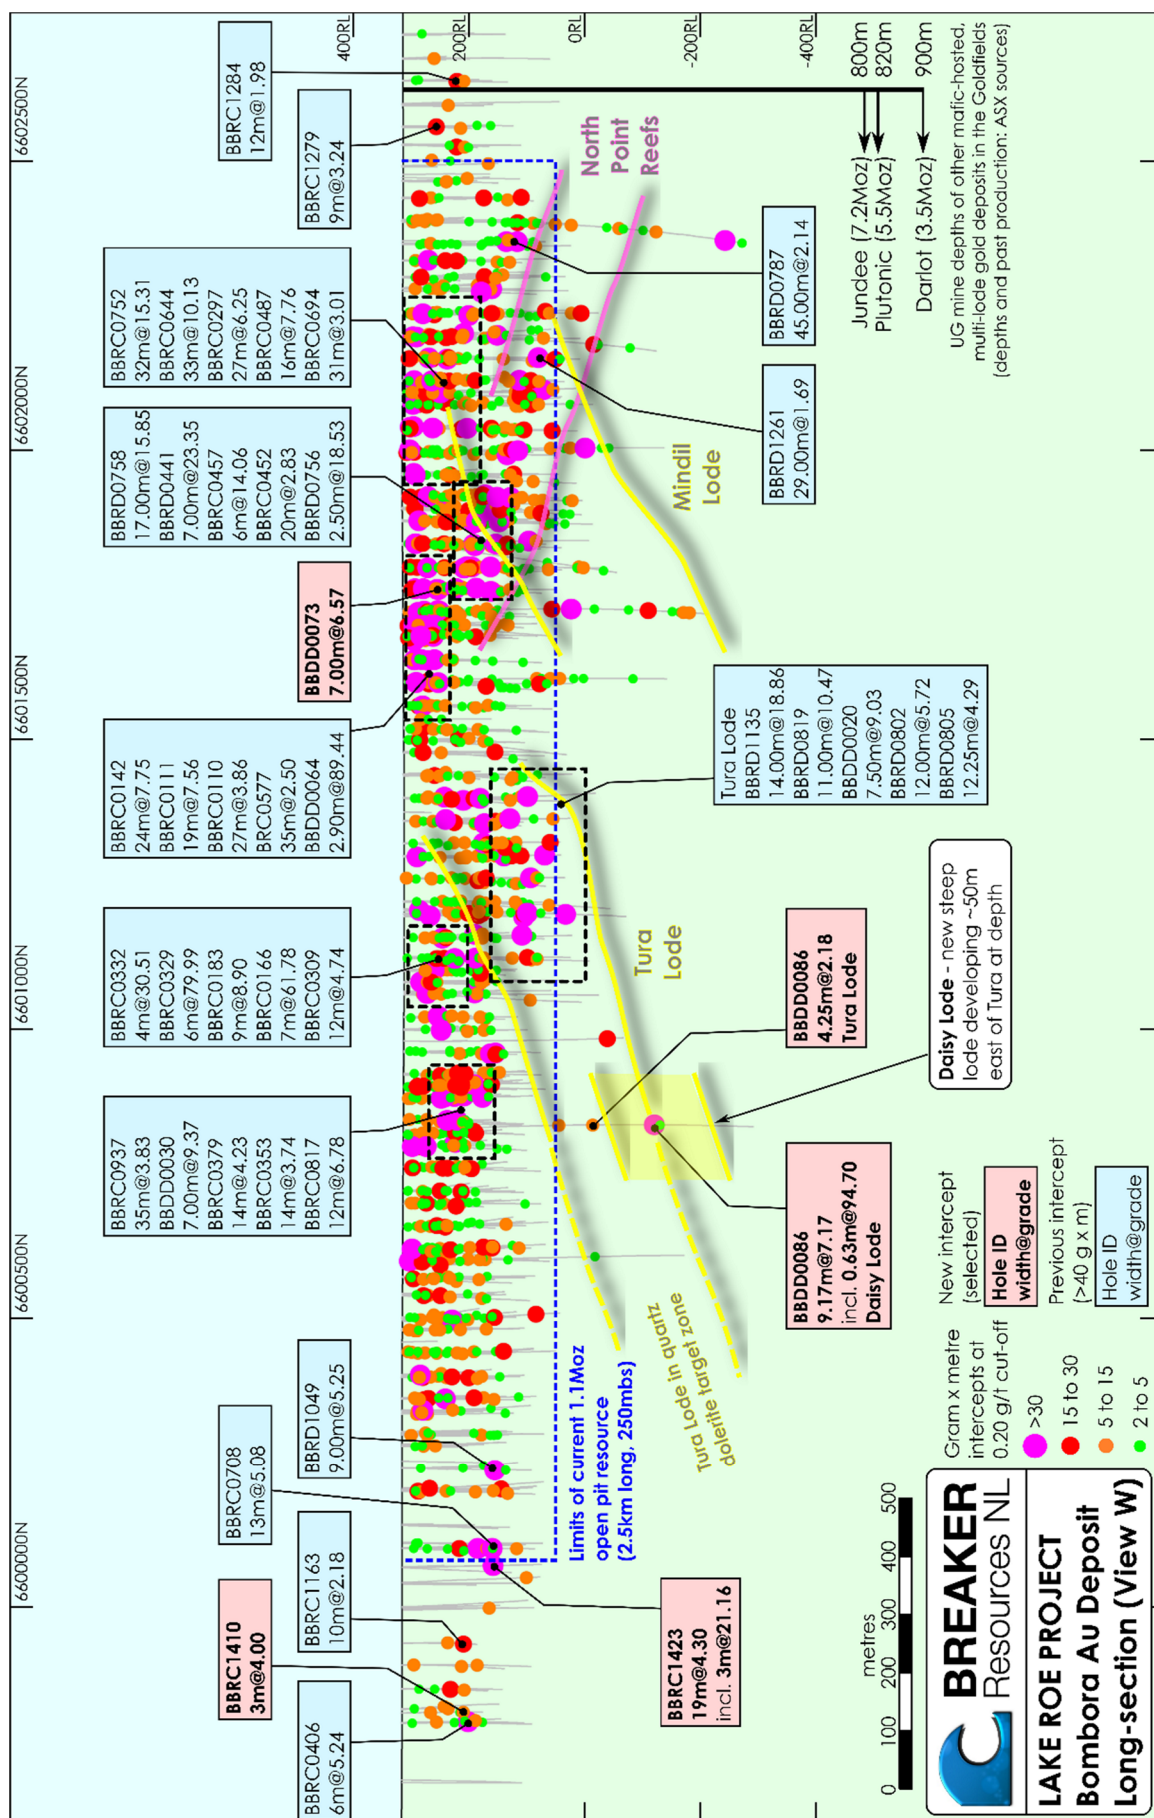 6600000N
6600500N
6601000N
6601500N
6602000N
6602500N
400RL
200RL
0RL
-200RL
-400RL
BBRC0406
6m@5.24
BBRC1410
3m@4.00
BBRC1163
10m@2.18
BBRC0708
13m@5.08
BBRD1049
9.00m@5.25
BBRC0937
35m@3.83
BBDD0030
7.00m@9.37
BBRC0379
14m@4.23
BBRC0353
14m@3.74
BBRC0817
12m@6.78
BBRC0332
4m@30.51
BBRC0329
6m@79.99
BBRC0183
9m@8.90
BBRC0166
7m@61.78
BBRC0309
12m@4.74
BBRC0142
24m@7.75
BBRC0111
19m@7.56
BBRC0110
27m@3.86
BRC0577
35m@2.50
BBDD0064
2.90m@89.44
BBDD0073
7.00m@6.57
BBRD0758
17.00m@15.85
BBRD0441
7.00m@23.35
BBRC0457
6m@14.06
BBRC0452
20m@2.83
BBRD0756
2.50m@18.53
BBRC0752
32m@15.31
BBRC0644
33m@10.13
BBRC0297
27m@6.25
BBRC0487
16m@7.76
BBRC0694
31m@3.01
BBRC1279
9m@3.24
BBRC1284
12m@1.98
BBRC1423
19m@4.30
incl. 3m@21.16
Limits of current 1.1Moz
open pit resource
(2.5km long, 250mbs)
Tura Lode in quartz
dolerite target zone
BBDD0086
9.17m@7.17
incl. 0.63m@94.70
Daisy Lode
BBDD0086
4.25m@2.18
Tura Lode
Daisy Lode - new steep
lode developing ~50m
east of Tura at depth
Tura
Lode
Tura Lode
BBRD1135
14.00m@18.86
BBRD0819
11.00m@10.47
BBDD0020
7.50m@9.03
BBRD0802
12.00m@5.72
BBRD0805
12.25m@4.29
Mindil
Lode
BBRD1261
29.00m@1.69
BBRD0787
45.00m@2.14
North
Point
Reefs
Jundee (7.2Moz) 800m
Plutonic (5.5Moz) 820m
Darlot (3.5Moz) 900m
UG mine depths of other mafic-hosted,
multi-lode gold deposits in the Goldfields
(depths and past production: ASX sources)
metres
0 100 200 300 400 500
BREAKER
Resources NL
LAKE ROE PROJECT
Bombora Au Deposit
Long-section (View W)
Gram x metre
intercepts at
0.20 g/t cut-off
>30
15 to 30
5 to 15
2 to 5
New intercept
(selected)
Hole ID
width@grade
Previous intercept
(>40 g x m)
Hole ID
width@grade